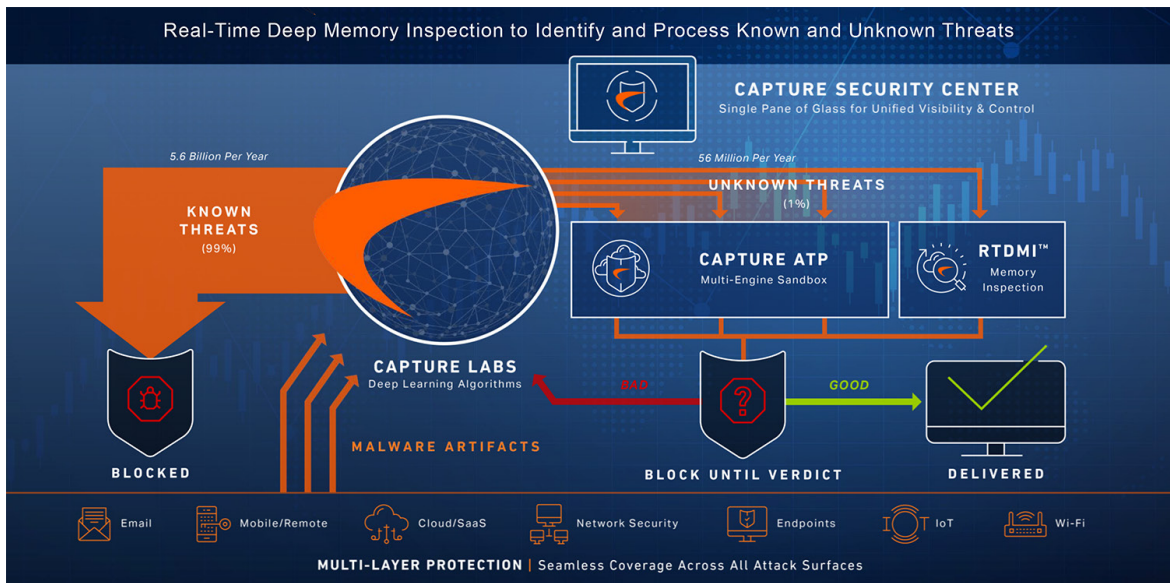 Real-Time Deep Memory Inspection to Identify and Process Known and Unknown Threats
CAPTURE SECURITY CENTER
Single Pane of Glass for Unified Visibility & Control
5.6 Billion Per Year
56 Million Per Year
KNOWN
THREATS
(99%)
UNKNOWN THREATS
(1%)
CAPTURE ATP
Multi-Engine Sandbox
RTDMI™
Memory
Inspection
CAPTURE LABS
Deep Learning Algorithms
BAD
GOOD
MALWARE ARTIFACTS
BLOCKED
BLOCK UNTIL VERDICT
DELIVERED
Email
Mobile/Remote
Cloud/SaaS
Network Security
Endpoints
IoT
Wi-Fi
MULTI-LAYER PROTECTION | Seamless Coverage Across All Attack Surfaces